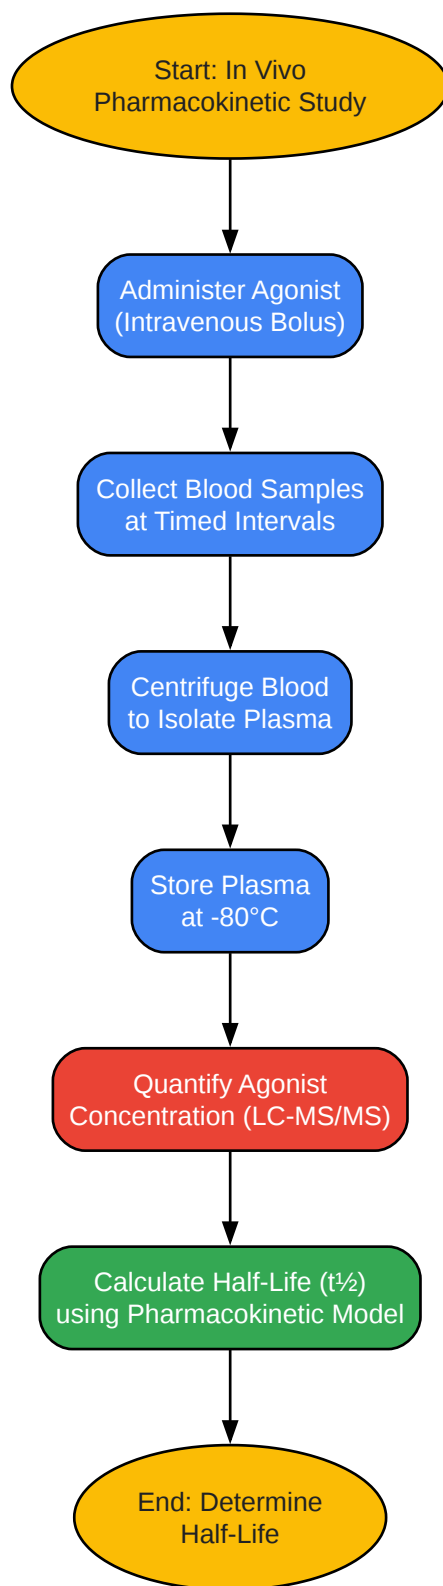 Start: In Vivo
Pharmacokinetic Study
Administer Agonist
(Intravenous Bolus)
Collect Blood Samples
at Timed Intervals
Centrifuge Blood
to Isolate Plasma
Store Plasma
at -80°C
Quantify Agonist
Concentration (LC-MS/MS)
Calculate Half-Life (t½)
using Pharmacokinetic Model
End: Determine
Half-Life